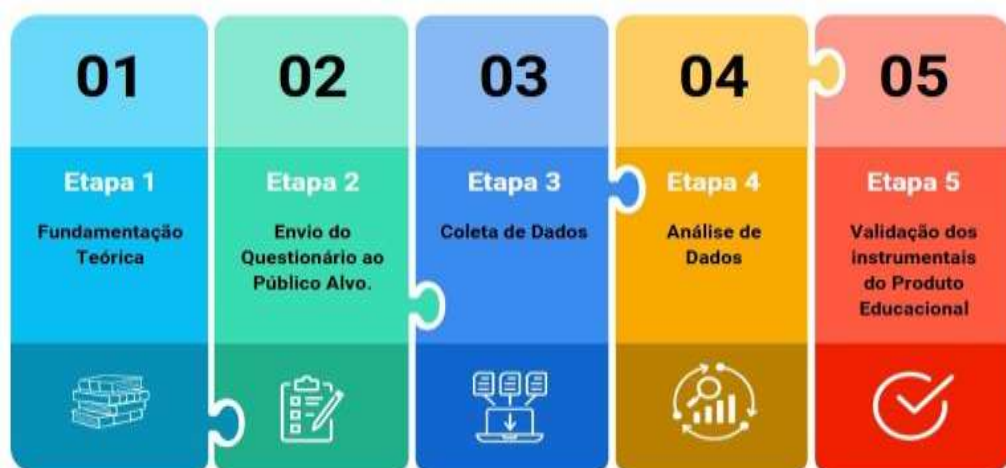 01
Etapa 1
Fundamentação
Teórica
02
Etapa 2
Envio do
Questionário ao
Público Alvo.
03
Etapa 3
Coleta de Dados
04
Etapa 4
Análise de
Dados
05
Etapa 5
Validação dos
instrumentais
do Produto
Educacional